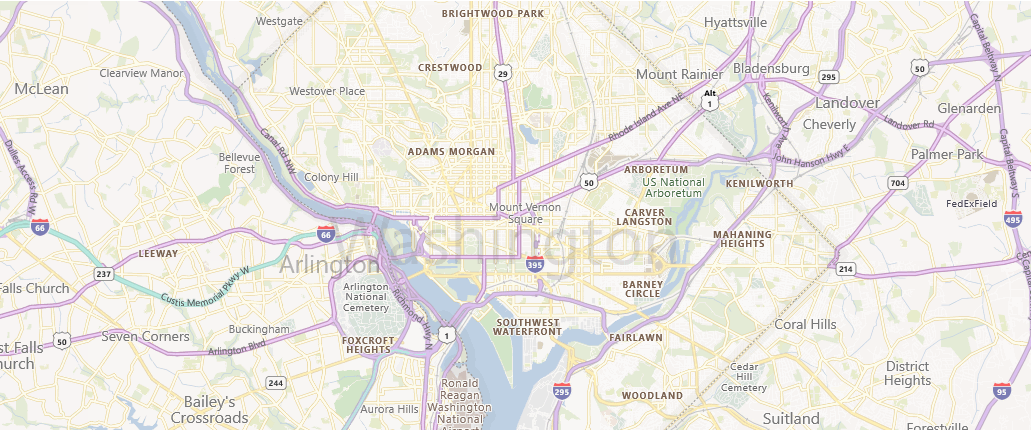 BRIGHTWOOD PARK
Westgate
Hyattsville
Capital Beltway N
CRESTWOOD
29
Clearview Manor
Mount Rainier
Bladensburg
50
295
McLean
Westover Place
Alt
1
Landover
Glenarden
Kenilworth Ave
Cheverly
Landover Rd
Rhode Island Ave NE
Canal Rd NW
Dulles Access Rd W
ADAMS MORGAN
Bellevue
Forest
John Hanson Hwy E
Palmer Park
Capital Beltway S
Colony Hill
50
ARBORETUM
US National
Arboretum
KENILWORTH
704
FedExField
Mount Vernon
Square
CARVER
LANGSTON
495
66
66
Washington
MAHANING
HEIGHTS
LEEWAY
Arlington
395
237
214
Falls Church
Custis Memorial Pkwy W
Arlington
National
Cemetery
Richmond Hwy N
BARNEY
CIRCLE
Buckingham
SOUTHWEST
WATERFRONT
Coral Hills
Seven Corners
1
FAIRLAWN
50
Arlington Blvd
FOXCROFT
HEIGHTS
st Falls
hurch
Cedar
Hill
Cemetery
District
Heights
244
Ronald
Reagan
Washington
National
295
WOODLAND
95
Bailey's
Crossroads
Aurora Hills
Suitland
Forestville